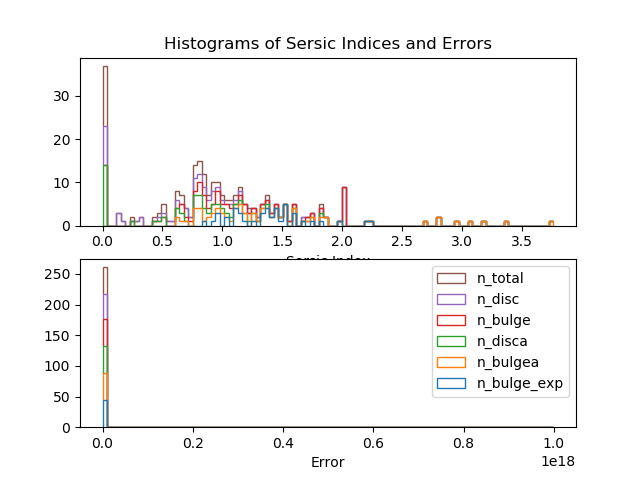 Histograms of Sersic Indices and Errors
30
20
10
0
0.0 0.5 1.0 1.5 2.0 2.5 3.0 3.5
Sersic Index
250
200
150
100
50
0
n_total
n_disc
n_bulge
n_disca
n_bulgea
n_bulge_exp
0.0 0.2 0.4 0.6 0.8 1.0
1e18
Error